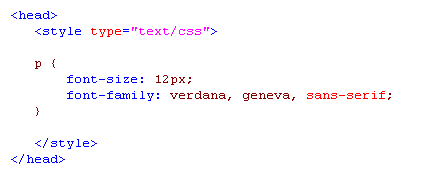 <head>
<style type="text/css">
p {
font-size: 12px;
font-family: verdana, geneva, sans-serif;
}
</style>
</head>